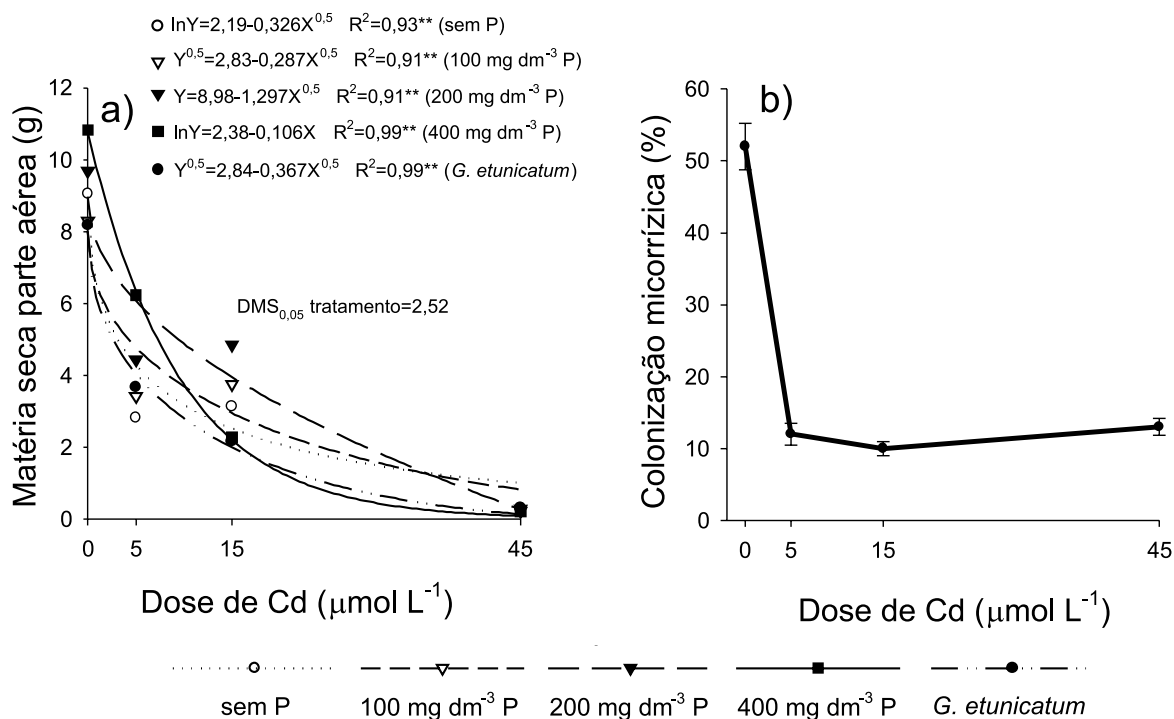 a)
lnY=2,19-0,326X^0,5 R²=0,93** (sem P)
Y^0,5=2,83-0,287X^0,5 R²=0,91** (100 mg dm⁻³ P)
Y=8,98-1,297X^0,5 R²=0,91** (200 mg dm⁻³ P)
lnY=2,38-0,106X R²=0,99** (400 mg dm⁻³ P)
Y^0,5=2,84-0,367X^0,5 R²=0,99** (G. etunicatum)
DMS0,05 tratamento=2,52
Matéria seca parte aérea (g)
12
10
8
6
4
2
0
0 5 15 45
Dose de Cd (μmol L⁻¹)
b)
Colonização micorrízica (%)
60
50
40
30
20
10
0
0 5 15 45
Dose de Cd (μmol L⁻¹)
sem P 100 mg dm⁻³ P 200 mg dm⁻³ P 400 mg dm⁻³ P G. etunicatum